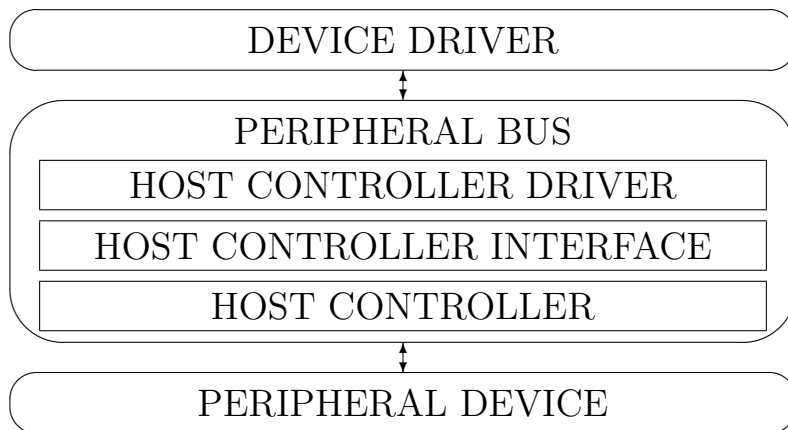 DEVICE DRIVER
PERIPHERAL BUS
HOST CONTROLLER DRIVER
HOST CONTROLLER INTERFACE
HOST CONTROLLER
PERIPHERAL DEVICE